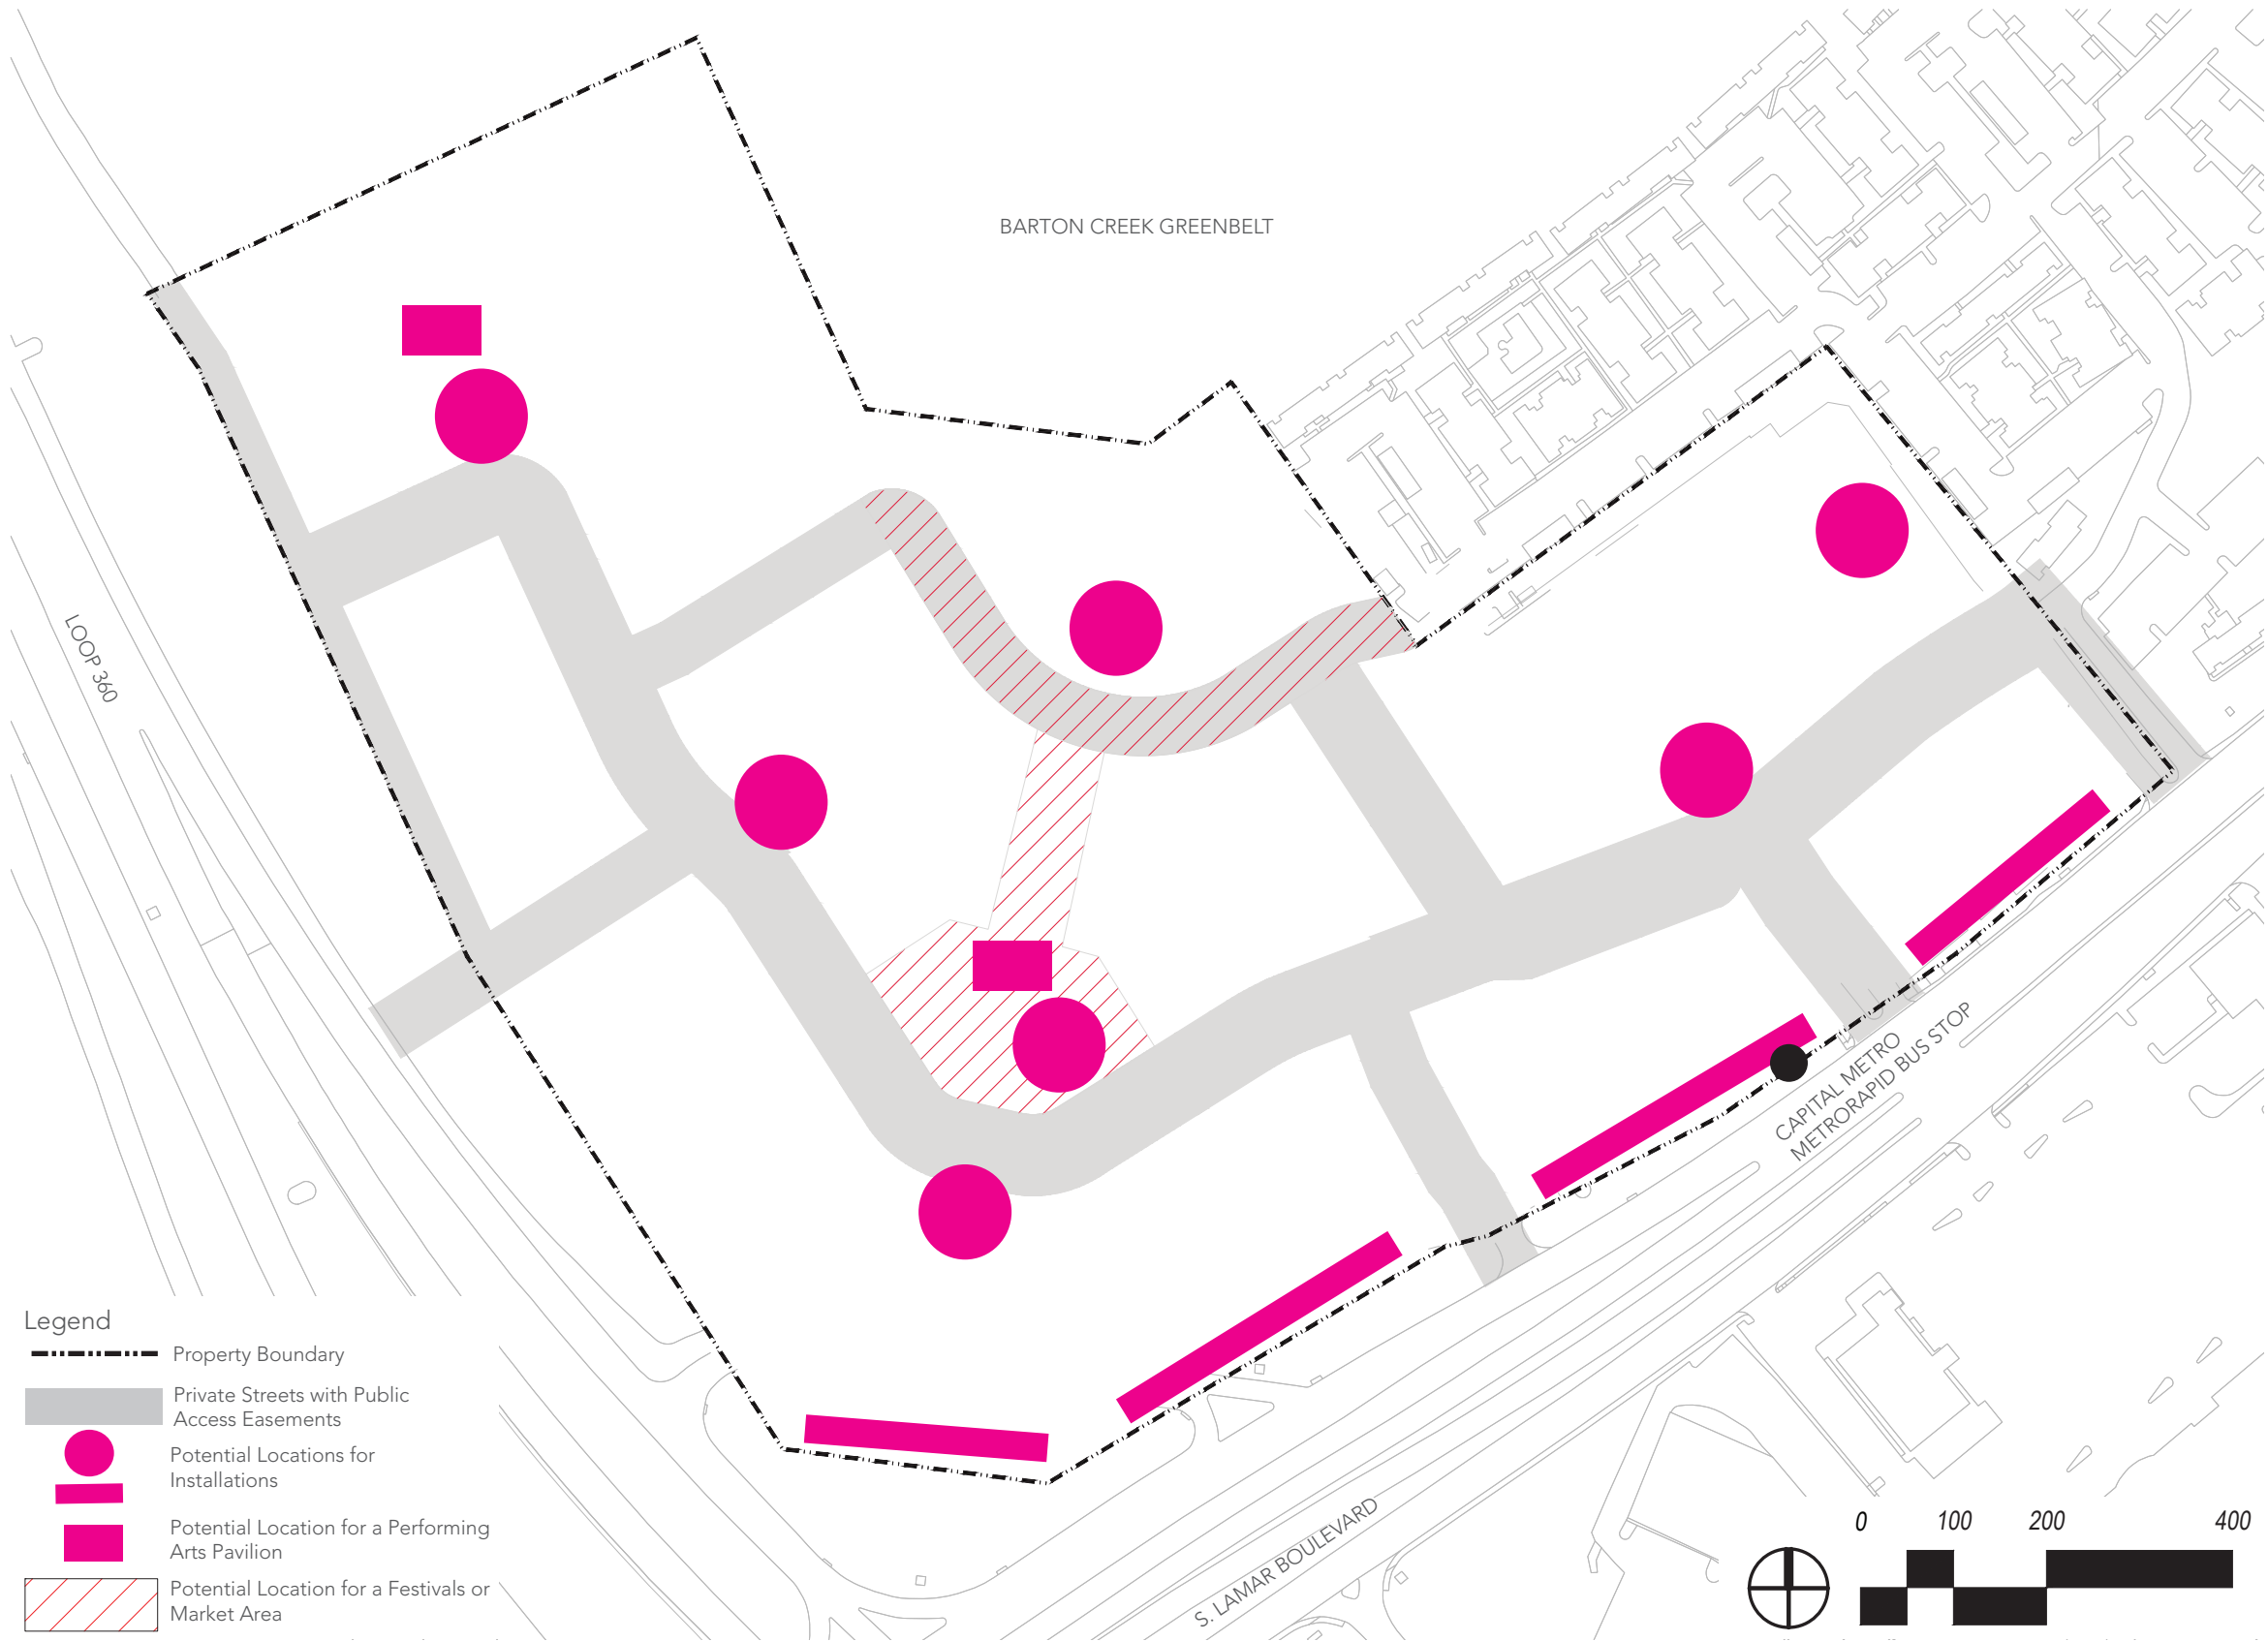 BARTON CREEK GREENBELT
LOOP 360
CAPITAL METRO
METRORAPID BUS STOP
S. LAMAR BOULEVARD
Legend
Property Boundary
Private Streets with Public
Access Easements
Potential Locations for
Installations
Potential Location for a Performing
Arts Pavilion
Potential Location for a Festivals or
Market Area
0 100 200 400